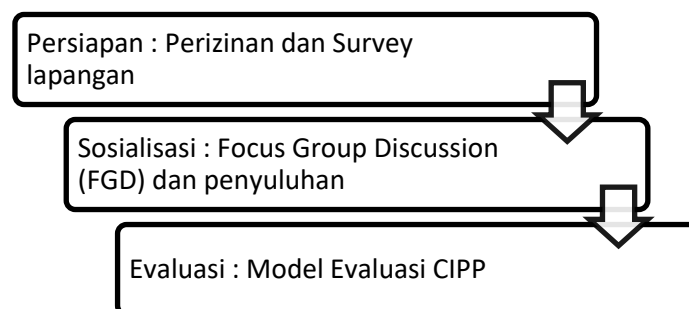 Persiapan : Perizinan dan Survey
lapangan
Sosialisasi : Focus Group Discussion
(FGD) dan penyuluhan
Evaluasi : Model Evaluasi CIPP